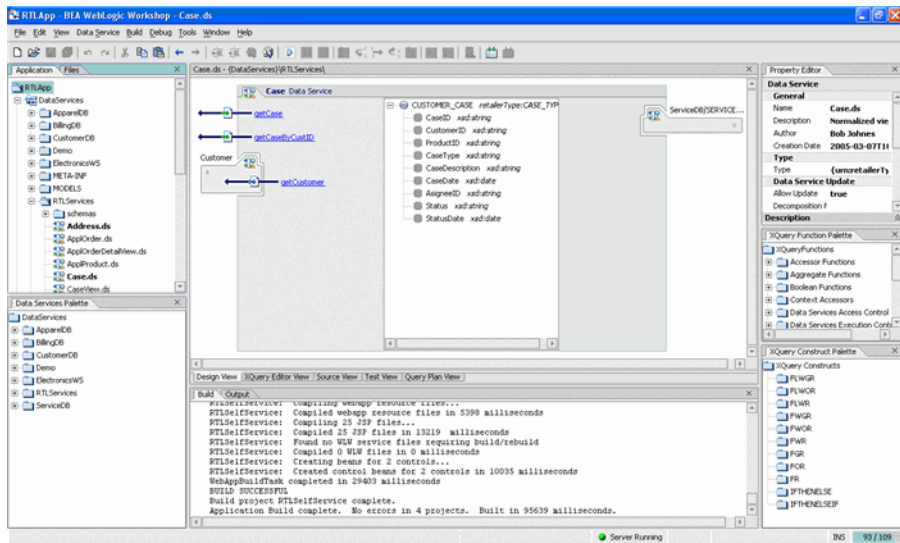 RTLApp - BEA WebLogic Workshop - Case.ds
File Edit View Data Service Build Debug Tools Window Help
Application Files
RTLApp
DataServices
ApparelDB
BillingDB
CustomerDB
Demo
ElectronicsWS
META-INF
MODELS
RTLServices
schemas
Address.ds
ApplOrder.ds
ApplOrderDetailView.ds
ApplProduct.ds
Case.ds
CaseView.ds
Data Services Palette
DataServices
ApparelDB
BillingDB
CustomerDB
Demo
ElectronicsWS
RTLServices
ServiceDB
Case.ds - {DataServices}\RTLServices\
Case Data Service
getCase
getCaseByCustID
Customer
getCustomer
CUSTOMER_CASE retailerType:CASE_TYP
CaseID xsd:string
CustomerID xsd:string
ProductID xsd:string
CaseType xsd:string
CaseDescription xsd:string
CaseDate xsd:date
AsigneeID xsd:string
Status xsd:string
StatusDate xsd:date
ServiceDB/SERVICE....
Design View XQuery Editor View Source View Test View Query Plan View
Build Output
RTLSelfService: Compiling webapp resource files...
RTLSelfService: Compiled webapp resource files in 5398 milliseconds
RTLSelfService: Compiling 25 JSP files...
RTLSelfService: Compiled 25 JSP files in 13219 milliseconds
RTLSelfService: Found no WLW service files requiring build/rebuild
RTLSelfService: Compiled 0 WLW files in 0 milliseconds
RTLSelfService: Creating beans for 2 controls...
RTLSelfService: Created control beans for 2 controls in 10035 milliseconds
WebAppBuildTask completed in 29403 milliseconds
BUILD SUCCESSFUL
Build project RTLSelfService complete.
Application Build complete. No errors in 4 projects. Built in 95639 milliseconds.
Property Editor
Data Service
General
Name Case.ds
Description Normalized vie
Author Bob Johnes
Creation Date 2005-03-07T1
Type
Type {urn:retailerTy
Data Service Update
Allow Update true
Decomposition F
Description
XQuery Function Palette
XQueryFunctions
Accessor Functions
Aggregate Functions
Boolean Functions
Context Accessors
Data Services Access Control
Data Services Execution Contr
XQuery Construct Palette
XQuery Constructs
FLWGR
FLWOR
FLWR
FWGR
FWOR
FWR
FGR
FOR
FR
IFTHENELSE
IFTHENELSEIF
Server Running
INS 93 / 109